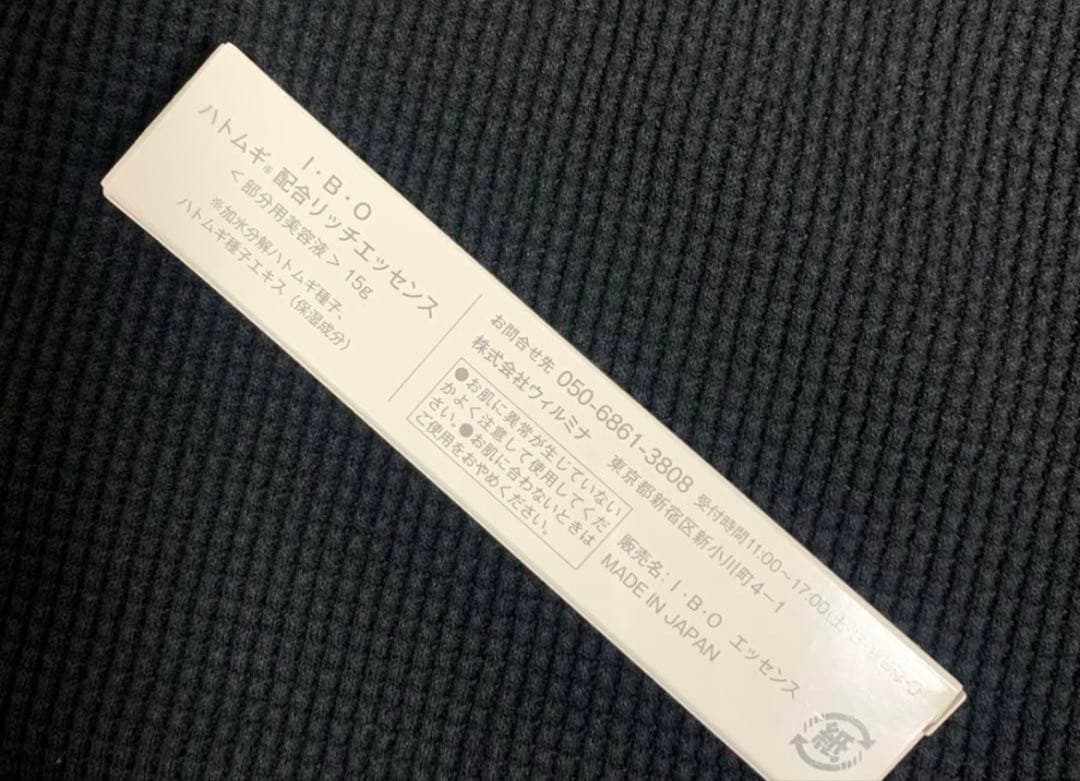 I・B・O
ハトムギ※配合リッチエッセンス
＜部分用美容液＞ 15g
※加水分解ハトムギ種子、
ハトムギ種子エキス（保湿成分）
お問合せ先 050-6861-3808 受付時間11:00～17:00(土・
株式会社ウィルミナ 東京都新宿区新小川町4−1
●お肌に異常が生じていない
かよく注意して使用してくだ
さい。●お肌に合わないときは
ご使用をおやめください。
販売名：I・B・O エッセンス
MADE IN JAPAN
紙